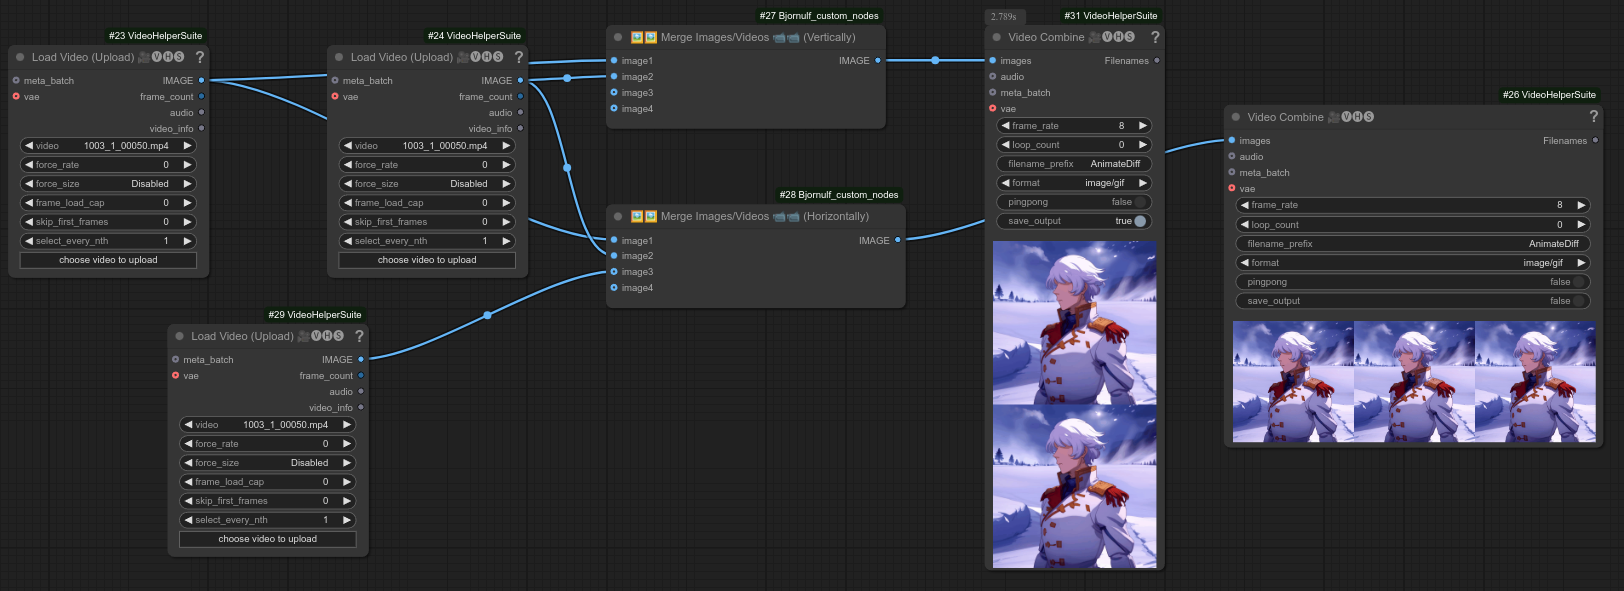 #23 VideoHelperSuite
Load Video (Upload) 🎥🅥🅗🅢 ?
meta_batch IMAGE
vae frame_count
audio
video_info
◀ video 1003_1_00050.mp4 ▶
◀ force_rate 0 ▶
◀ force_size Disabled ▶
◀ frame_load_cap 0 ▶
◀ skip_first_frames 0 ▶
◀ select_every_nth 1 ▶
choose video to upload
#24 VideoHelperSuite
Load Video (Upload) 🎥🅥🅗🅢 ?
meta_batch IMAGE
vae frame_count
audio
video_info
◀ video 1003_1_00050.mp4 ▶
◀ force_rate 0 ▶
◀ force_size Disabled ▶
◀ frame_load_cap 0 ▶
◀ skip_first_frames 0 ▶
◀ select_every_nth 1 ▶
choose video to upload
#29 VideoHelperSuite
Load Video (Upload) 🎥🅥🅗🅢 ?
meta_batch IMAGE
vae frame_count
audio
video_info
◀ video 1003_1_00050.mp4 ▶
◀ force_rate 0 ▶
◀ force_size Disabled ▶
◀ frame_load_cap 0 ▶
◀ skip_first_frames 0 ▶
◀ select_every_nth 1 ▶
choose video to upload
#27 Bjornulf_custom_nodes
🖼️🖼️ Merge Images/Videos 📹📹 (Vertically)
image1 IMAGE
image2
image3
image4
#28 Bjornulf_custom_nodes
🖼️🖼️ Merge Images/Videos 📹📹 (Horizontally)
image1 IMAGE
image2
image3
image4
2.789s
#31 VideoHelperSuite
Video Combine 🎥🅥🅗🅢 ?
images Filenames
audio
meta_batch
vae
◀ frame_rate 8 ▶
◀ loop_count 0 ▶
filename_prefix AnimateDiff
◀ format image/gif ▶
pingpong false
save_output true
#26 VideoHelperSuite
Video Combine 🎥🅥🅗🅢 ?
images Filenames
audio
meta_batch
vae
◀ frame_rate 8 ▶
◀ loop_count 0 ▶
filename_prefix AnimateDiff
◀ format image/gif ▶
pingpong false
save_output false